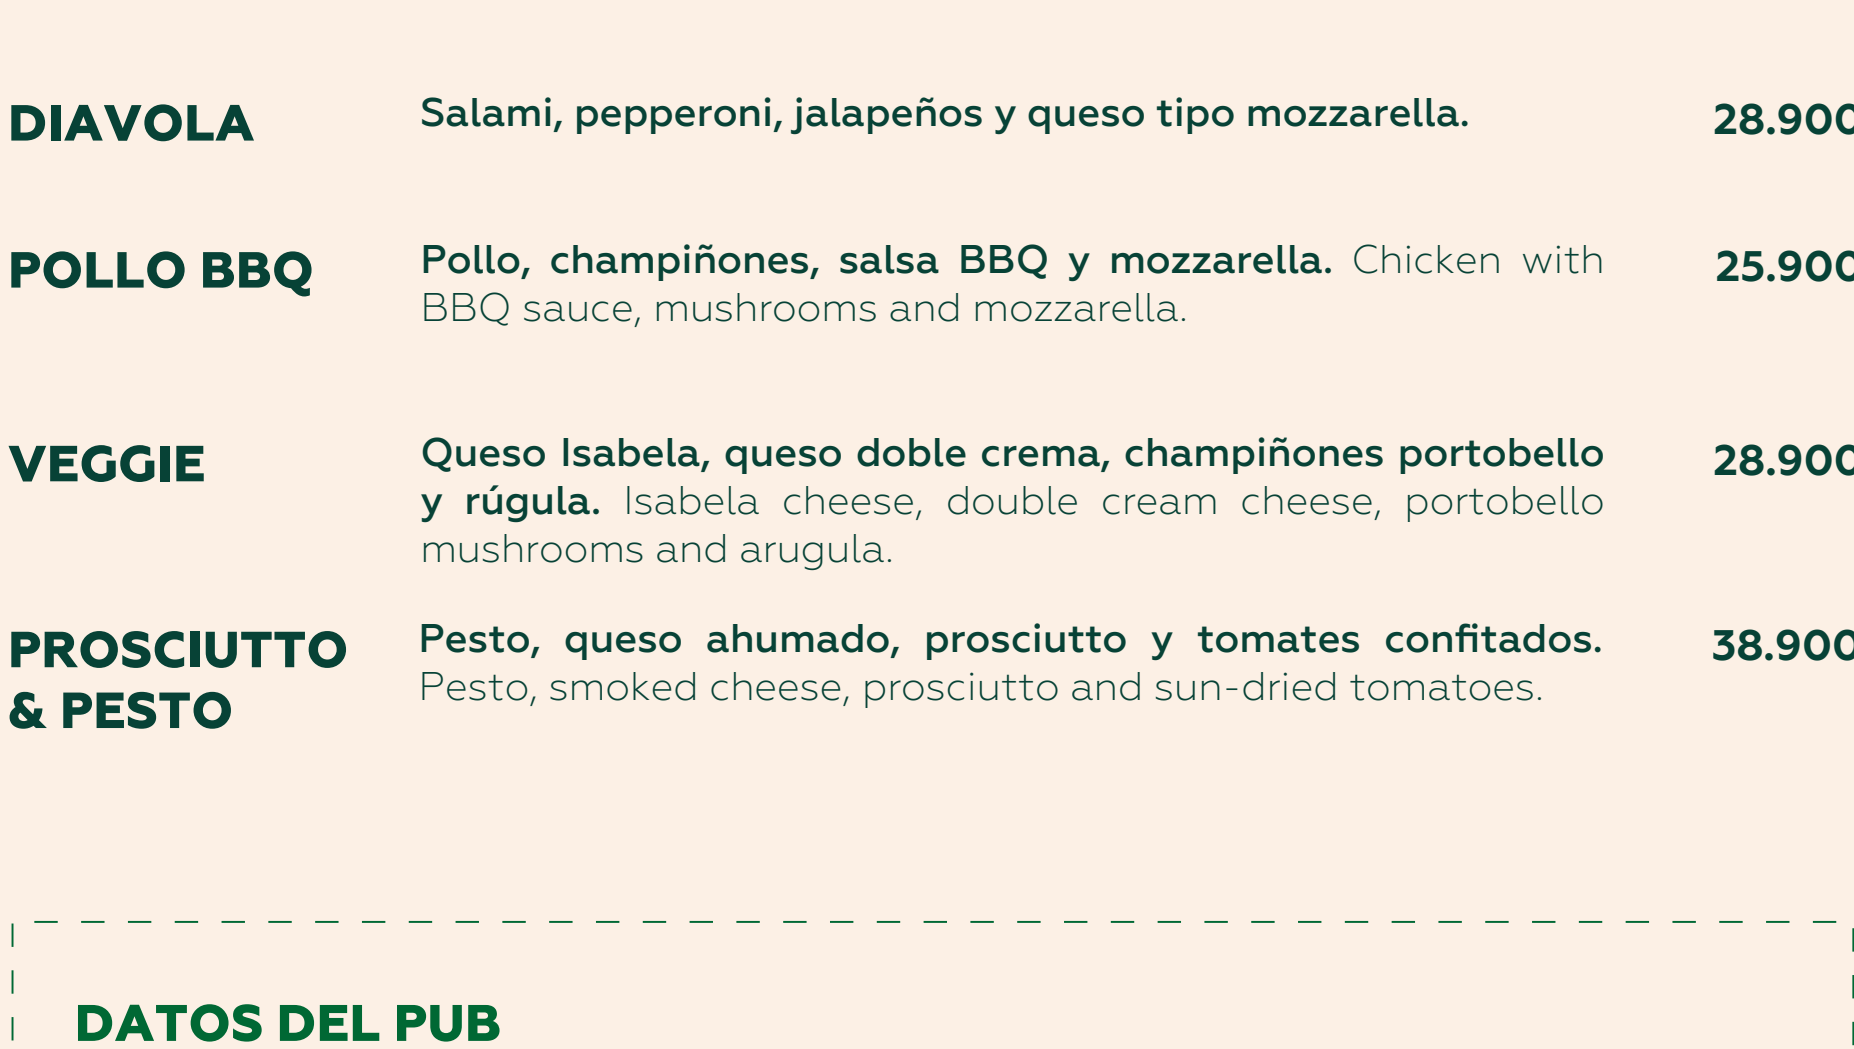 DIAVOLA
Salami, pepperoni, jalapeños y queso tipo mozzarella.
28.900
POLLO BBQ
Pollo, champiñones, salsa BBQ y mozzarella. Chicken with
BBQ sauce, mushrooms and mozzarella.
25.900
VEGGIE
Queso Isabela, queso doble crema, champiñones portobello
y rúgula. Isabela cheese, double cream cheese, portobello
mushrooms and arugula.
28.900
PROSCIUTTO
& PESTO
Pesto, queso ahumado, prosciutto y tomates confitados.
Pesto, smoked cheese, prosciutto and sun-dried tomatoes.
38.900
DATOS DEL PUB